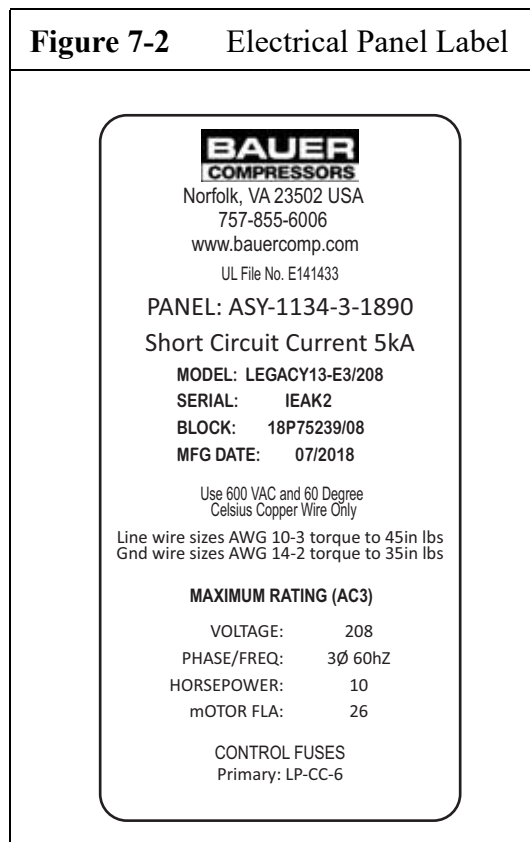 Figure 7-2 Electrical Panel Label
BAUER
COMPRESSORS
Norfolk, VA 23502 USA
757-855-6006
www.bauercomp.com
UL File No. E141433
PANEL: ASY-1134-3-1890
Short Circuit Current 5kA
MODEL: LEGACY13-E3/208
SERIAL: IEAK2
BLOCK: 18P75239/08
MFG DATE: 07/2018
Use 600 VAC and 60 Degree
Celsius Copper Wire Only
Line wire sizes AWG 10-3 torque to 45in lbs
Gnd wire sizes AWG 14-2 torque to 35in lbs
MAXIMUM RATING (AC3)
VOLTAGE: 208
PHASE/FREQ: 3Ø 60hZ
HORSEPOWER: 10
mOTOR FLA: 26
CONTROL FUSES
Primary: LP-CC-6